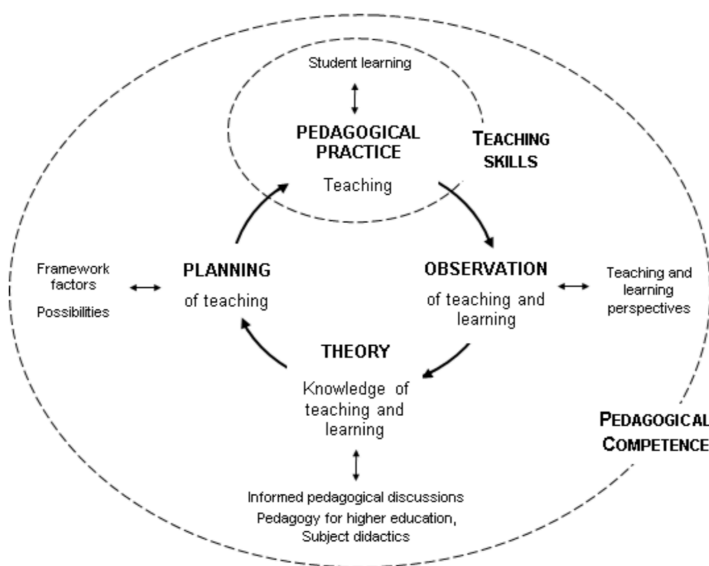 Student learning
PEDAGOGICAL
PRACTICE
Teaching
TEACHING
SKILLS
Framework
factors
Possibilities
PLANNING
of teaching
OBSERVATION
of teaching and
learning
Teaching and
learning
perspectives
THEORY
Knowledge of
teaching and
learning
PEDAGOGICAL
COMPETENCE
Informed pedagogical discussions
Pedagogy for higher education,
Subject didactics